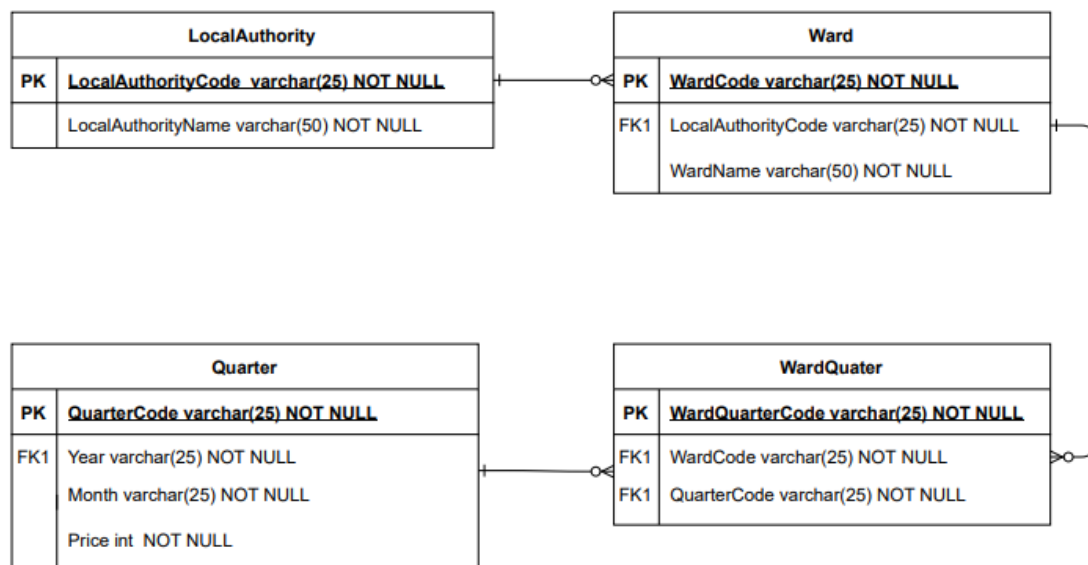 LocalAuthority
PK LocalAuthorityCode varchar(25) NOT NULL
LocalAuthorityName varchar(50) NOT NULL
Ward
PK WardCode varchar(25) NOT NULL
FK1 LocalAuthorityCode varchar(25) NOT NULL
WardName varchar(50) NOT NULL
Quarter
PK QuarterCode varchar(25) NOT NULL
FK1 Year varchar(25) NOT NULL
Month varchar(25) NOT NULL
Price int NOT NULL
WardQuater
PK WardQuarterCode varchar(25) NOT NULL
FK1 WardCode varchar(25) NOT NULL
FK1 QuarterCode varchar(25) NOT NULL